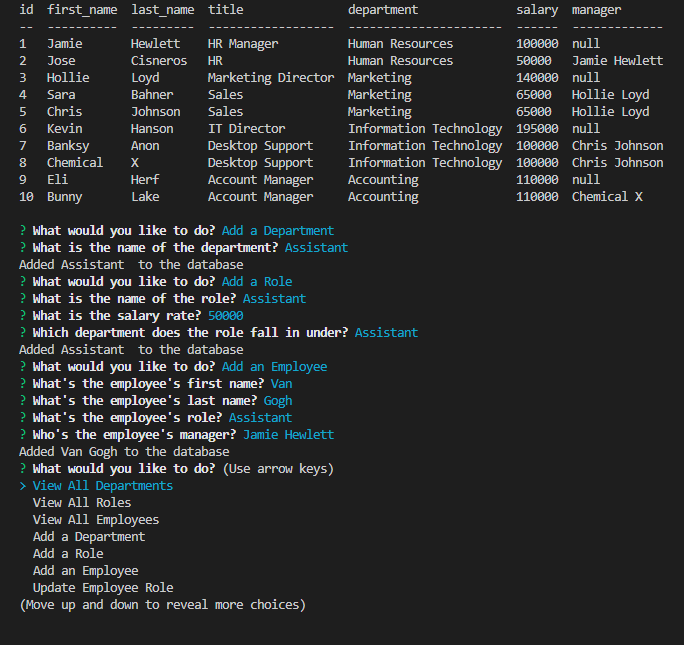 id  first_name  last_name  title               department              salary  manager
--  ----------  ---------  ------------------  ----------------------  ------  -------------
1   Jamie       Hewlett    HR Manager          Human Resources         100000  null
2   Jose        Cisneros   HR                  Human Resources         50000   Jamie Hewlett
3   Hollie      Loyd       Marketing Director  Marketing               140000  null
4   Sara        Bahner     Sales               Marketing               65000   Hollie Loyd
5   Chris       Johnson    Sales               Marketing               65000   Hollie Loyd
6   Kevin       Hanson     IT Director         Information Technology  195000  null
7   Banksy      Anon       Desktop Support     Information Technology  100000  Chris Johnson
8   Chemical    X          Desktop Support     Information Technology  100000  Chris Johnson
9   Eli         Herf       Account Manager     Accounting              110000  null
10  Bunny       Lake       Account Manager     Accounting              110000  Chemical X
? What would you like to do? Add a Department
? What is the name of the department? Assistant
Added Assistant  to the database
? What would you like to do? Add a Role
? What is the name of the role? Assistant
? What is the salary rate? 50000
? Which department does the role fall in under? Assistant
Added Assistant  to the database
? What would you like to do? Add an Employee
? What's the employee's first name? Van
? What's the employee's last name? Gogh
? What's the employee's role? Assistant
? Who's the employee's manager? Jamie Hewlett
Added Van Gogh to the database
? What would you like to do? (Use arrow keys)
> View All Departments
  View All Roles
  View All Employees
  Add a Department
  Add a Role
  Add an Employee
  Update Employee Role
(Move up and down to reveal more choices)